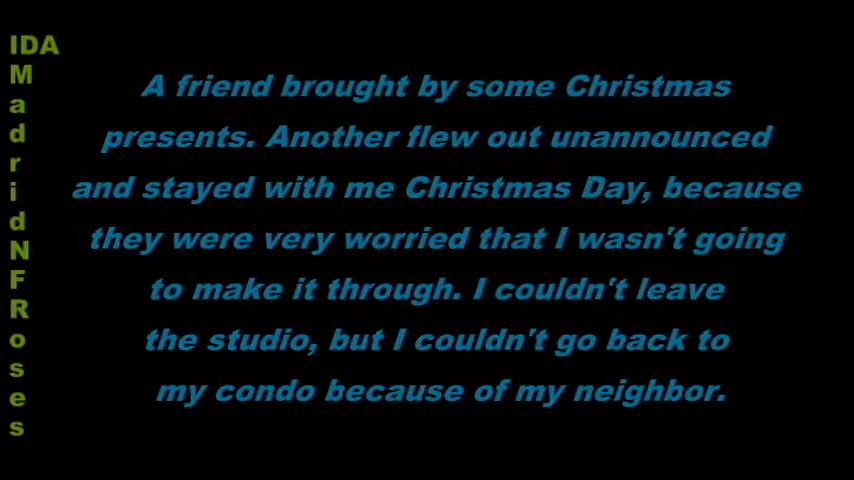 IDA
M
a
d
r
i
d
N
F
R
o
s
e
s
A friend brought by some Christmas
presents. Another flew out unannounced
and stayed with me Christmas Day, because
they were very worried that I wasn't going
to make it through. I couldn't leave
the studio, but I couldn't go back to
my condo because of my neighbor.